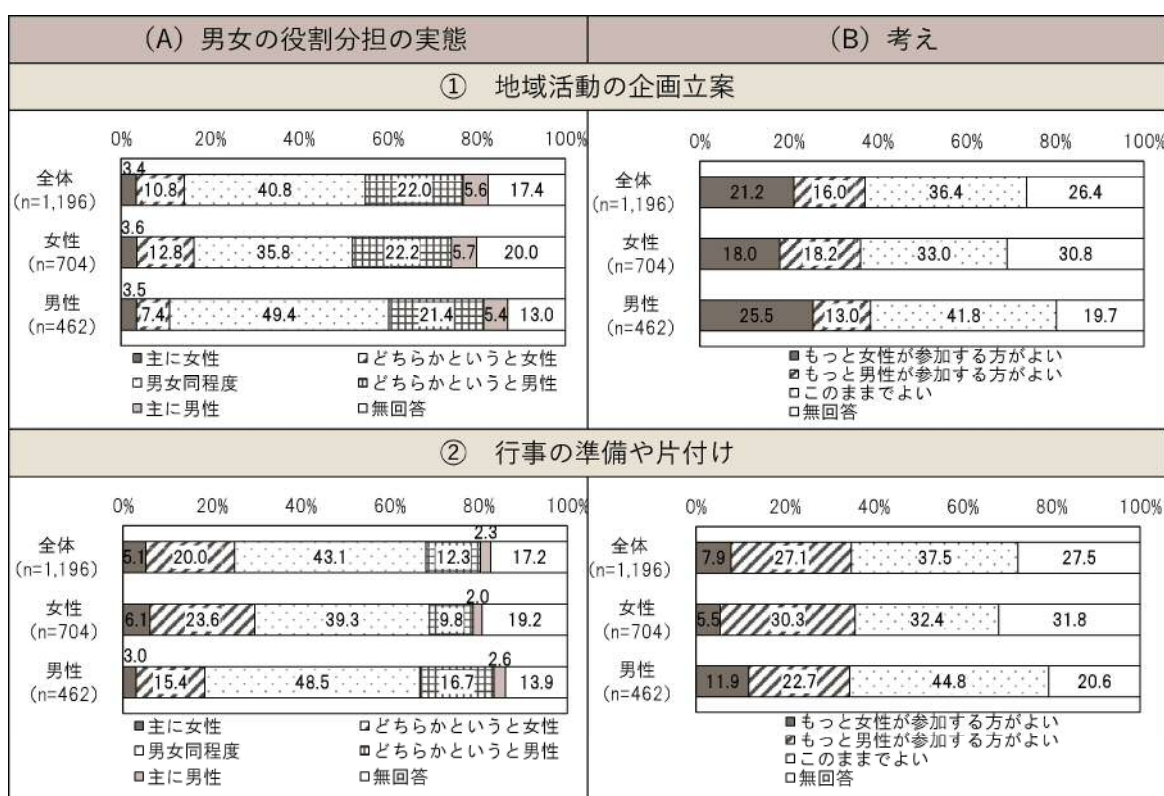 (A) 男女の役割分担の実態
(B) 考え
① 地域活動の企画立案
0% 20% 40% 60% 80% 100%
3.4
全体
(n=1,196)
10.8 40.8 22.0 5.6 17.4
3.6
女性
(n=704)
12.8 35.8 22.2 5.7 20.0
3.5
男性
(n=462)
7.4 49.4 21.4 5.4 13.0
■主に女性 どちらかというと女性
□男女同程度 どちらかというと男性
■主に男性 □無回答
0% 20% 40% 60% 80% 100%
全体
(n=1,196)
21.2 16.0 36.4 26.4
女性
(n=704)
18.0 18.2 33.0 30.8
男性
(n=462)
25.5 13.0 41.8 19.7
■もっと女性が参加する方がよい
もっと男性が参加する方がよい
□このままでよい
□無回答
② 行事の準備や片付け
0% 20% 40% 60% 80% 100%
2.3
全体
(n=1,196)
5.1 20.0 43.1 12.3 17.2
2.0
女性
(n=704)
6.1 23.6 39.3 9.8 19.2
3.0 2.6
男性
(n=462)
15.4 48.5 16.7 13.9
■主に女性 どちらかというと女性
□男女同程度 どちらかというと男性
■主に男性 □無回答
0% 20% 40% 60% 80% 100%
全体
(n=1,196)
7.9 27.1 37.5 27.5
女性
(n=704)
5.5 30.3 32.4 31.8
男性
(n=462)
11.9 22.7 44.8 20.6
■もっと女性が参加する方がよい
もっと男性が参加する方がよい
□このままでよい
□無回答